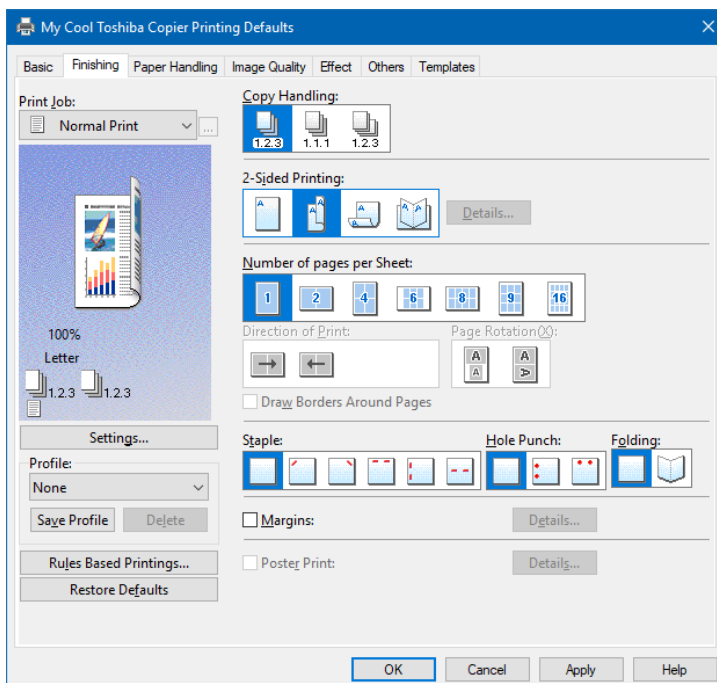 My Cool Toshiba Copier Printing Defaults
Basic Finishing Paper Handling Image Quality Effect Others Templates
Print Job:
Normal Print
...
100%
Letter
1.2.3 1.2.3
Settings...
Profile:
None
Save Profile Delete
Rules Based Printings...
Restore Defaults
Copy Handling:
1.2.3 1.1.1 1.2.3
2-Sided Printing:
A A A A A
Details...
Number of pages per Sheet:
1 2 4 6 8 9 16
Direction of Print: Page Rotation(X):
A A
A A
Draw Borders Around Pages
Staple: Hole Punch: Folding:
Margins: Details...
Poster Print: Details...
OK Cancel Apply Help